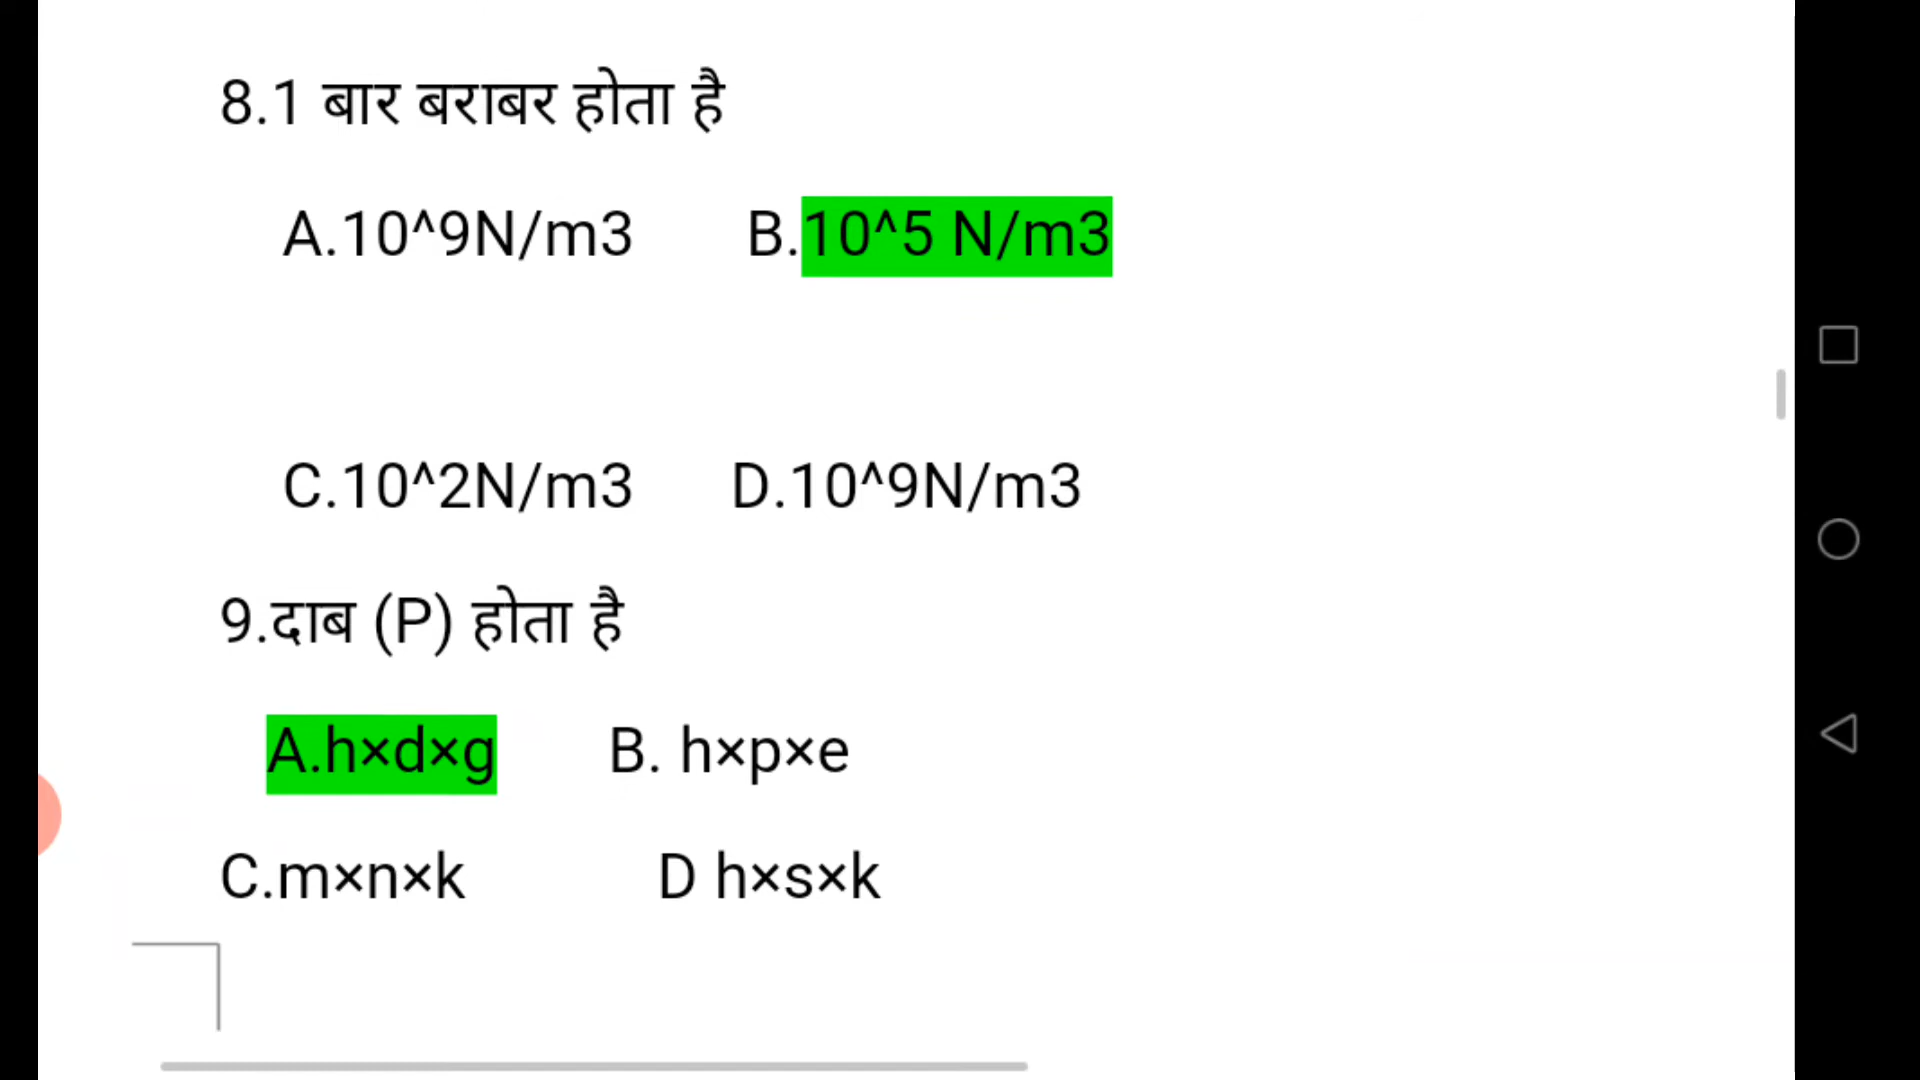 8.1 बार बराबर होता है
A.10^9N/m3 B.10^5 N/m3
C.10^2N/m3 D.10^9N/m3
9.दाब (P) होता है
A.h×d×g B. h×p×e
C.m×n×k D h×s×k